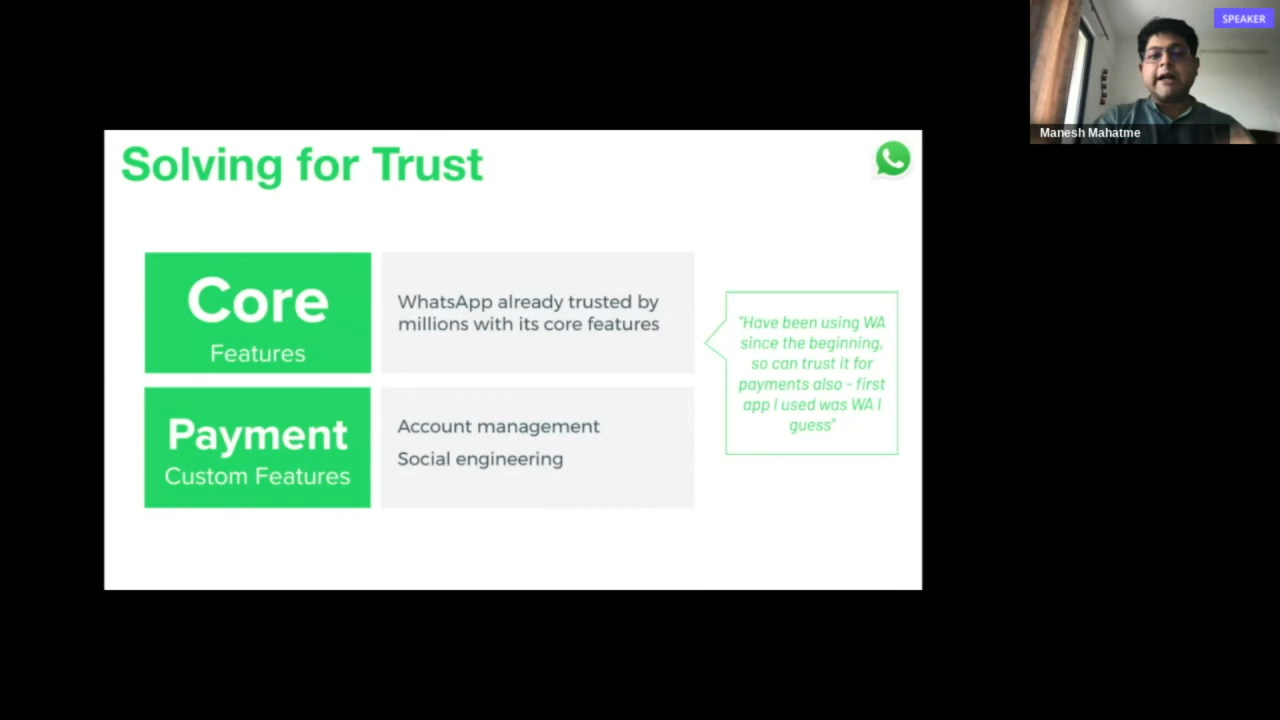 SPEAKER
Manesh Mahatme
Solving for Trust
Core
Features
WhatsApp already trusted by
millions with its core features
Payment
Custom Features
Account management
Social engineering
"Have been using WA
since the beginning,
so can trust it for
payments also - first
app I used was WA I
guess"